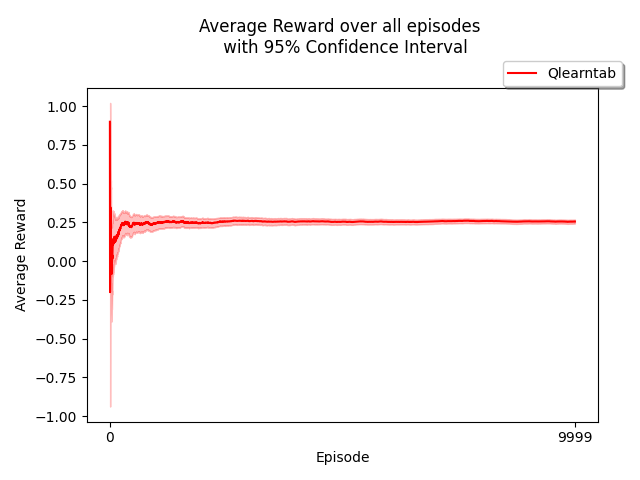 Average Reward over all episodes
with 95% Confidence Interval
Qlearntab
1.00
0.75
0.50
0.25
0.00
−0.25
−0.50
−0.75
−1.00
Average Reward
0
9999
Episode